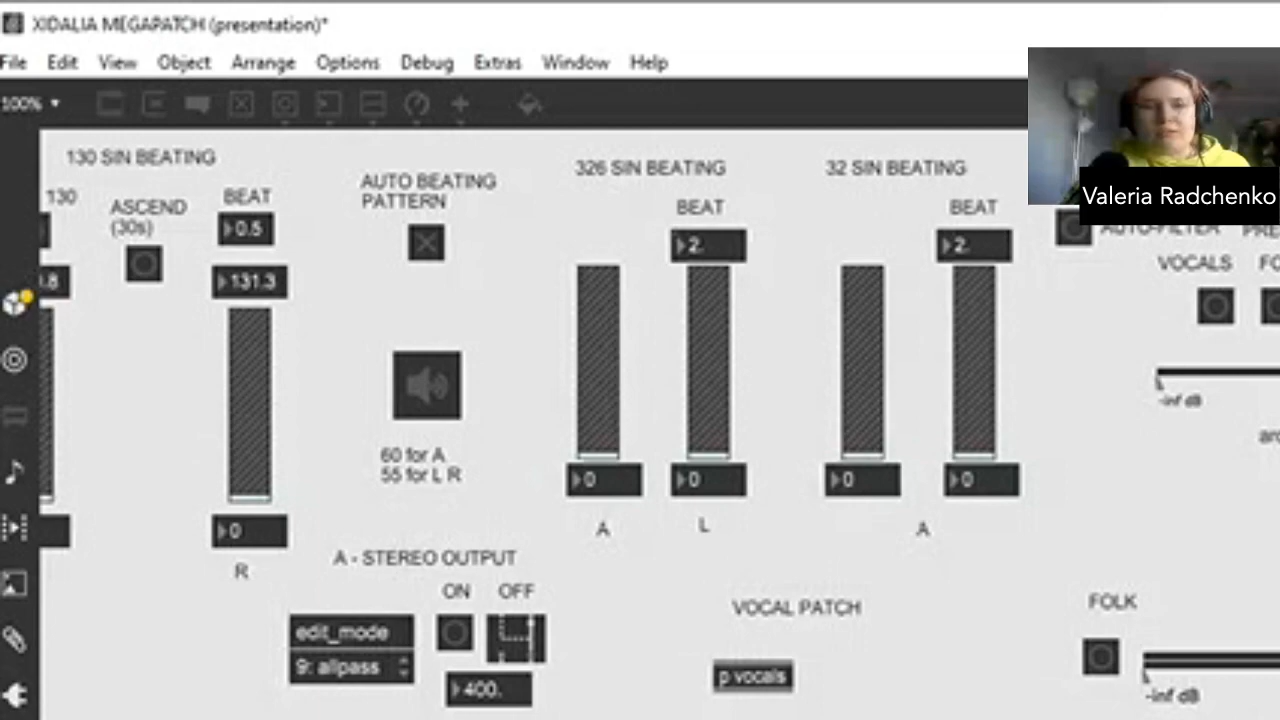 XIDALIA MEGAPATCH (presentation)*
File Edit View Object Arrange Options Debug Extras Window Help
100%
Valeria Radchenko
130 SIN BEATING
326 SIN BEATING
32 SIN BEATING
130
ASCEND
(30s)
BEAT
AUTO BEATING
PATTERN
BEAT
BEAT
AUTO-FILTER
VOCALS
0.5
2.
2.
.8
131.3
-inf dB
60 for A
55 for L R
0
0
0
0
0
R
A
L
A
A - STEREO OUTPUT
ON
OFF
edit_mode
9: allpass
400.
VOCAL PATCH
p vocals
FOLK
-inf dB